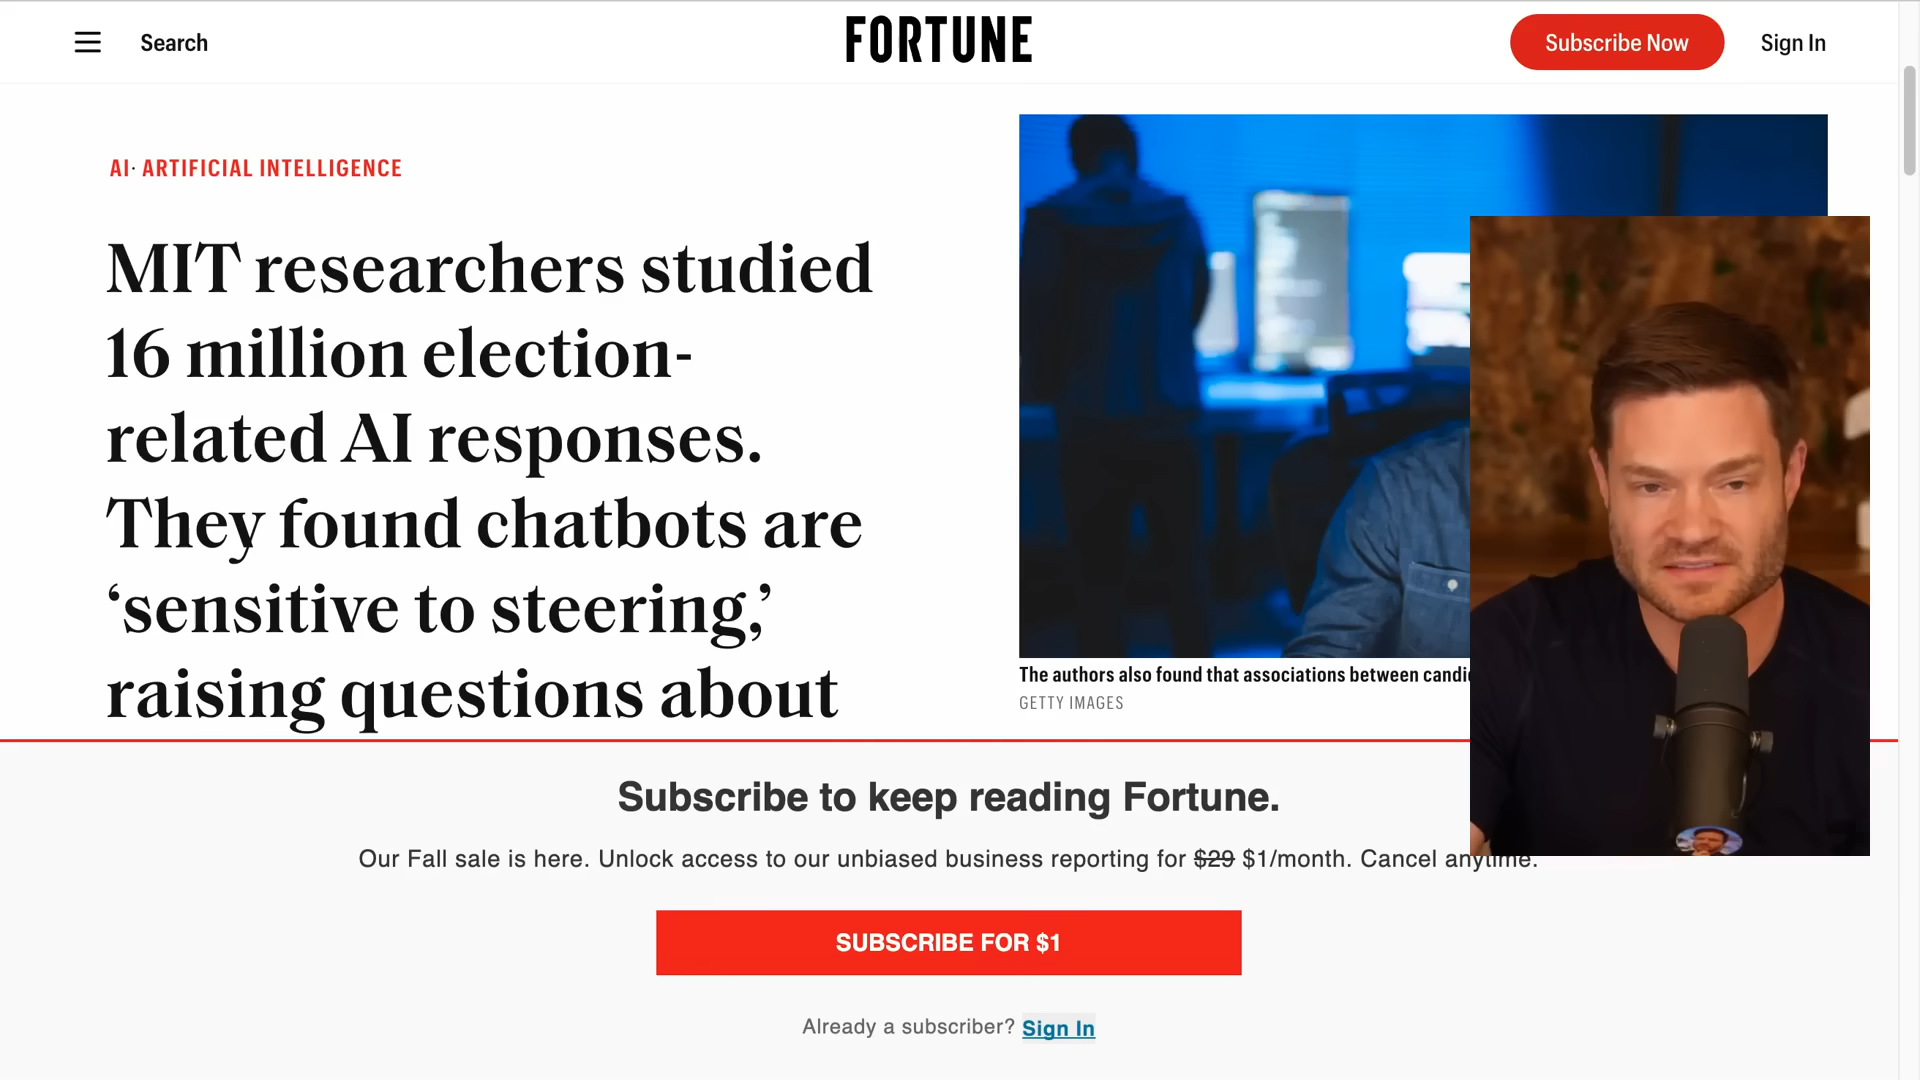 Search
FORTUNE
Subscribe Now
Sign In
AI· ARTIFICIAL INTELLIGENCE
MIT researchers studied
16 million election-
related AI responses.
They found chatbots are
‘sensitive to steering,’
raising questions about
The authors also found that associations between
GETTY IMAGES
Subscribe to keep reading Fortune.
Our Fall sale is here. Unlock access to our unbiased business reporting for $29 $1/month. Cancel anytime.
SUBSCRIBE FOR $1
Already a subscriber? Sign In